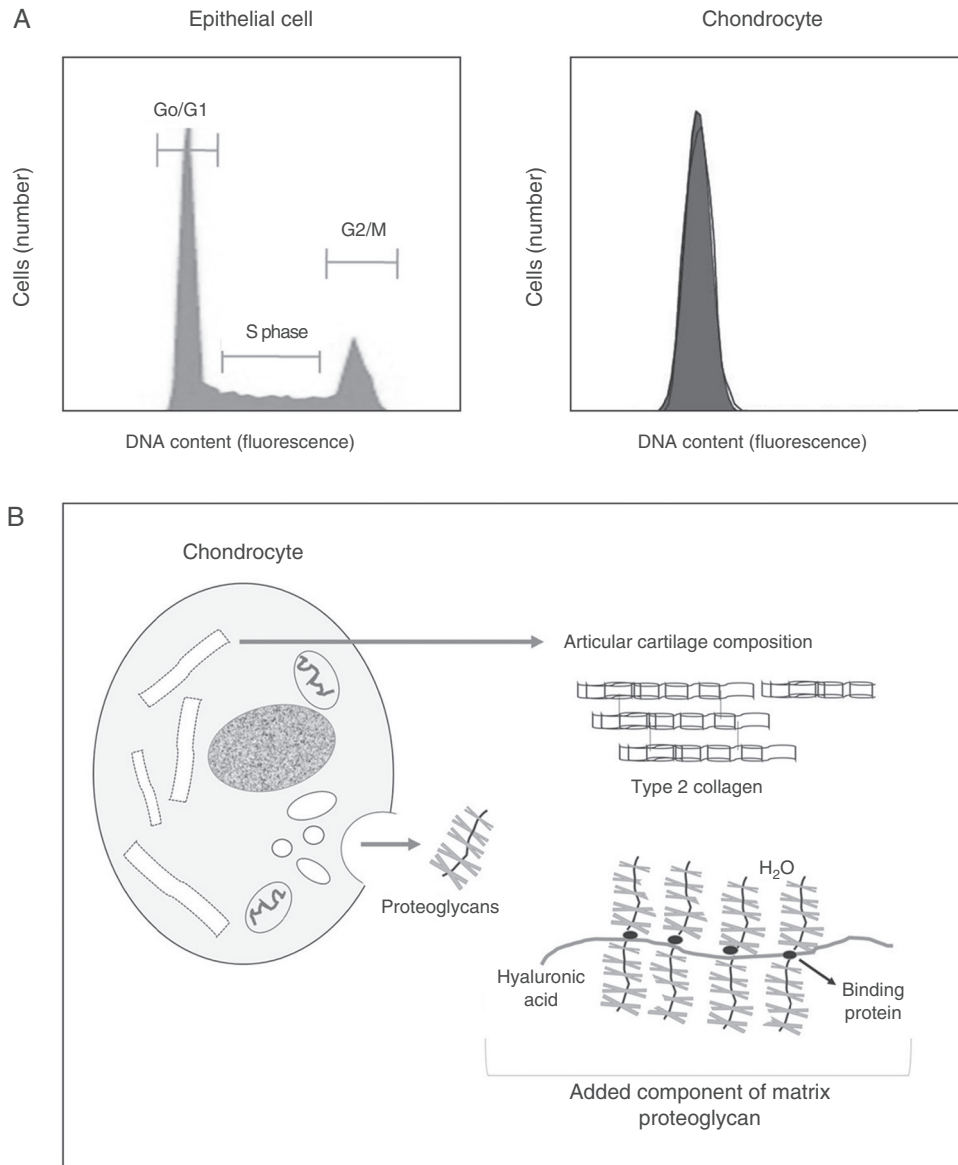 A
Epithelial cell
Chondrocyte
Go/G1
G2/M
S phase
Cells (number)
DNA content (fluorescence)
Cells (number)
DNA content (fluorescence)
B
Chondrocyte
Articular cartilage composition
Type 2 collagen
Proteoglycans
H₂O
Hyaluronic
acid
Binding
protein
Added component of matrix
proteoglycan